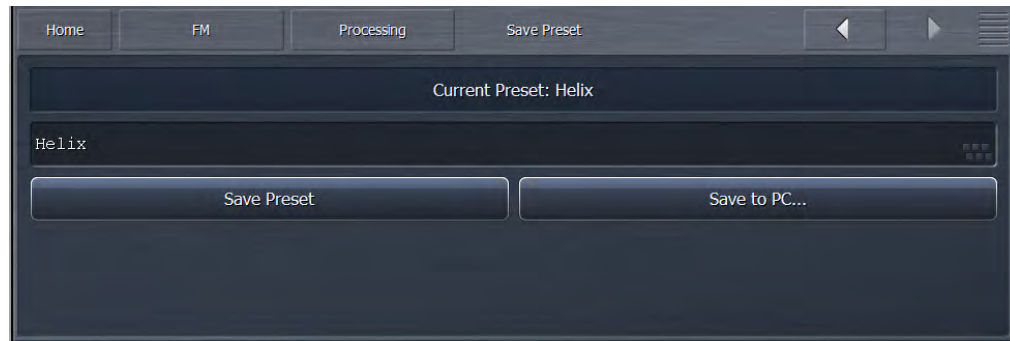 Home FM Processing Save Preset
Current Preset: Helix
Helix
Save Preset Save to PC...